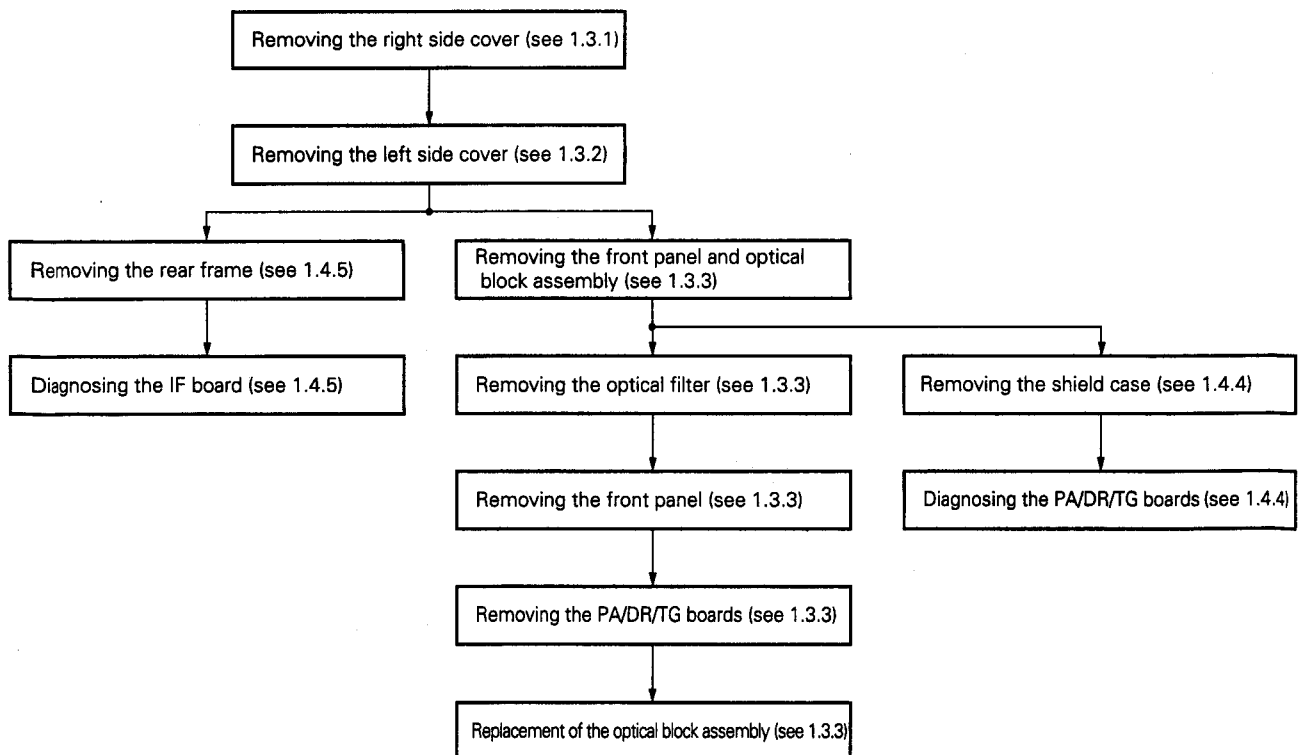 Removing the right side cover (see 1.3.1)
Removing the left side cover (see 1.3.2)
Removing the rear frame (see 1.4.5)
Removing the front panel and optical
block assembly (see 1.3.3)
Diagnosing the IF board (see 1.4.5)
Removing the optical filter (see 1.3.3)
Removing the shield case (see 1.4.4)
Removing the front panel (see 1.3.3)
Diagnosing the PA/DR/TG boards (see 1.4.4)
Removing the PA/DR/TG boards (see 1.3.3)
Replacement of the optical block assembly (see 1.3.3)